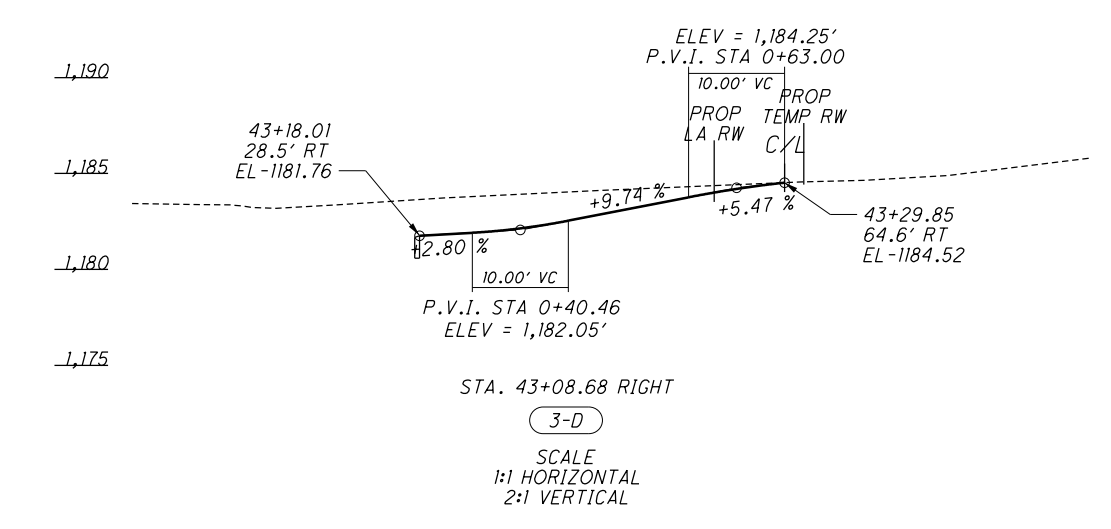 ELEV = 1,184.25'
P.V.I. STA 0+63.00
1,190
10.00' VC
PROP
TEMP RW
PROP
LA RW
C/L
43+18.01
28.5' RT
EL-1181.76
1,185
+9.74 %
+5.47 %
43+29.85
64.6' RT
EL-1184.52
+2.80 %
1,180
10.00' VC
P.V.I. STA 0+40.46
ELEV = 1,182.05'
1,175
STA. 43+08.68 RIGHT
3-D
SCALE
1:1 HORIZONTAL
2:1 VERTICAL